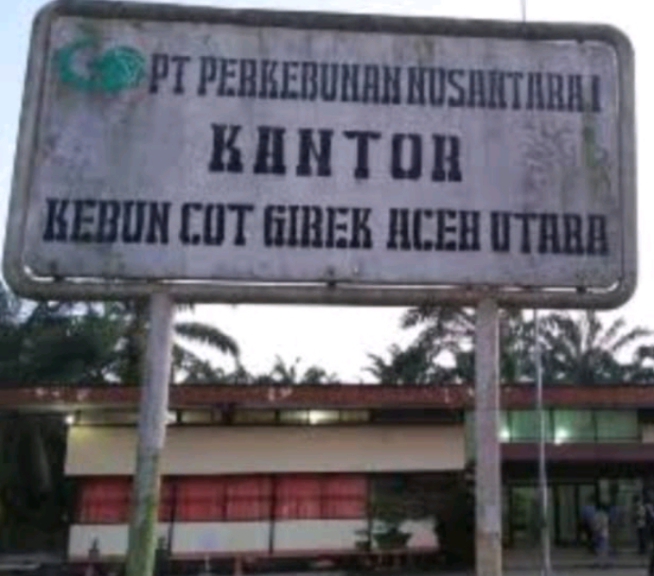 PT PERKEBUNAN NUSANTARA I
KANTOR
KEBUN COT GIREK ACEH UTARA